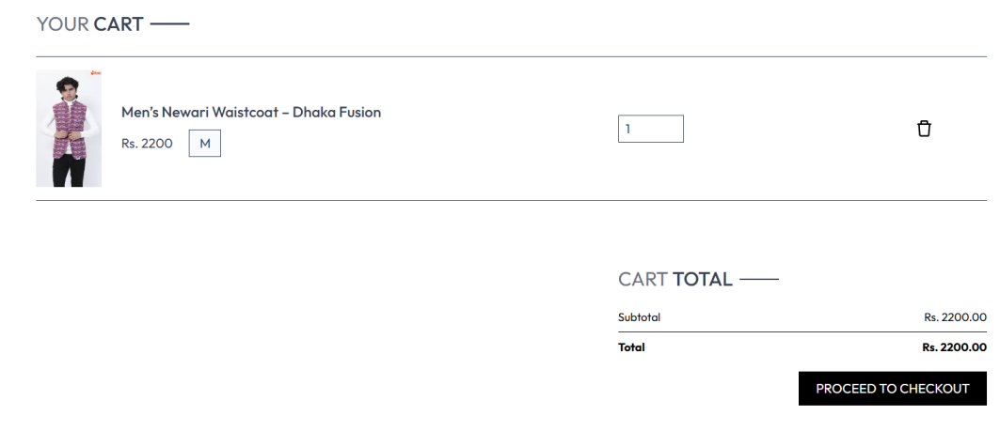 YOUR CART
Men's Newari Waistcoat – Dhaka Fusion
Rs. 2200 M
1
CART TOTAL
Subtotal Rs. 2200.00
Total Rs. 2200.00
PROCEED TO CHECKOUT